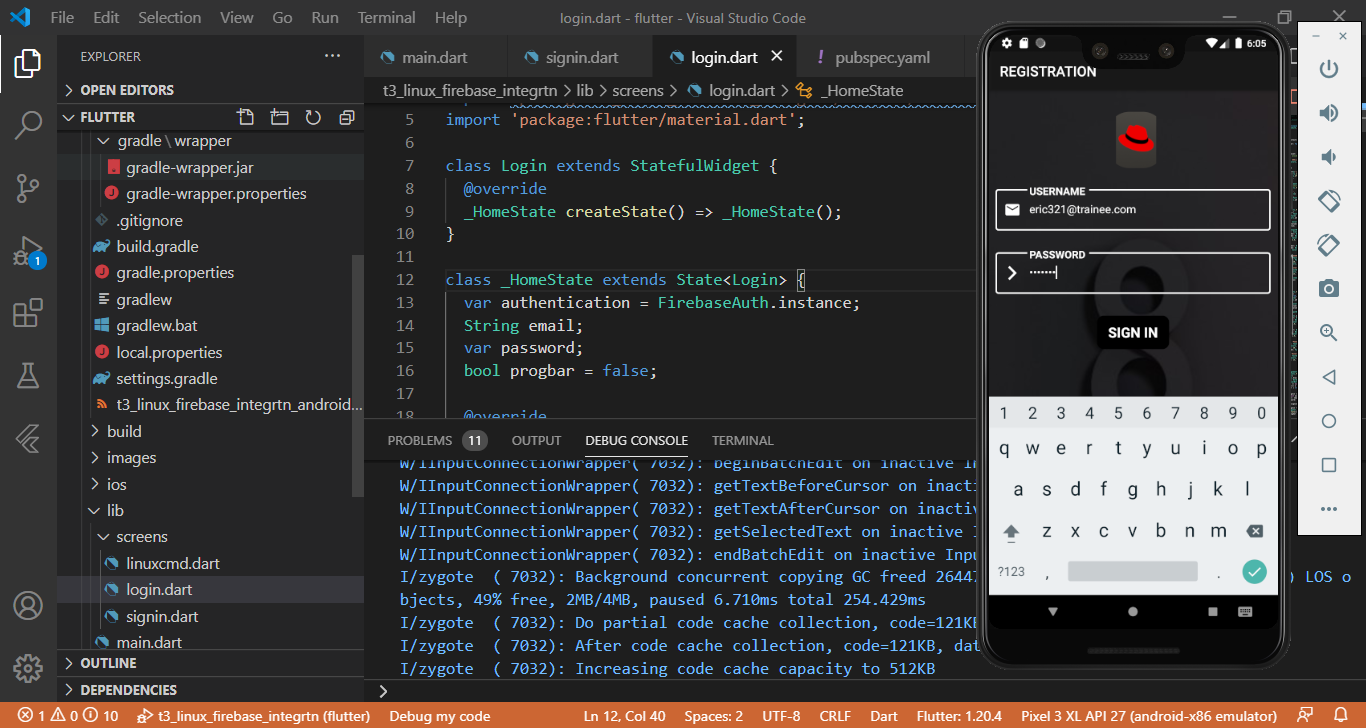 File Edit Selection View Go Run Terminal Help
login.dart - flutter - Visual Studio Code
EXPLORER
OPEN EDITORS
FLUTTER
gradle \ wrapper
gradle-wrapper.jar
gradle-wrapper.properties
.gitignore
build.gradle
gradle.properties
gradlew
gradlew.bat
local.properties
settings.gradle
t3_linux_firebase_integrtn_android...
build
images
ios
lib
screens
linuxcmd.dart
login.dart
signin.dart
main.dart
OUTLINE
DEPENDENCIES
1
main.dart signin.dart login.dart pubspec.yaml
t3_linux_firebase_integrtn > lib > screens > login.dart > _HomeState
5 import 'package:flutter/material.dart';
6
7 class Login extends StatefulWidget {
8 @override
9 _HomeState createState() => _HomeState();
10 }
11
12 class _HomeState extends State<Login> {
13 var authentication = FirebaseAuth.instance;
14 String email;
15 var password;
16 bool progbar = false;
17
18 @override
PROBLEMS 11 OUTPUT DEBUG CONSOLE TERMINAL
W/IInputConnectionWrapper( 7032): beginBatchEdit on inactive In
W/IInputConnectionWrapper( 7032): getTextBeforeCursor on inacti
W/IInputConnectionWrapper( 7032): getTextAfterCursor on inactiv
W/IInputConnectionWrapper( 7032): getSelectedText on inactive I
W/IInputConnectionWrapper( 7032): endBatchEdit on inactive Inpu
I/zygote ( 7032): Background concurrent copying GC freed 26447
) LOS o
bjects, 49% free, 2MB/4MB, paused 6.710ms total 254.429ms
I/zygote ( 7032): Do partial code cache collection, code=121KB
I/zygote ( 7032): After code cache collection, code=121KB, dat
I/zygote ( 7032): Increasing code cache capacity to 512KB
6:05
REGISTRATION
USERNAME
eric321@trainee.com
PASSWORD
SIGN IN
1 2 3 4 5 6 7 8 9 0
q w e r t y u i o p
a s d f g h j k l
z x c v b n m
?123 , .
1 0 10 t3_linux_firebase_integrtn (flutter) Debug my code Ln 12, Col 40 Spaces: 2 UTF-8 CRLF Dart Flutter: 1.20.4 Pixel 3 XL API 27 (android-x86 emulator)